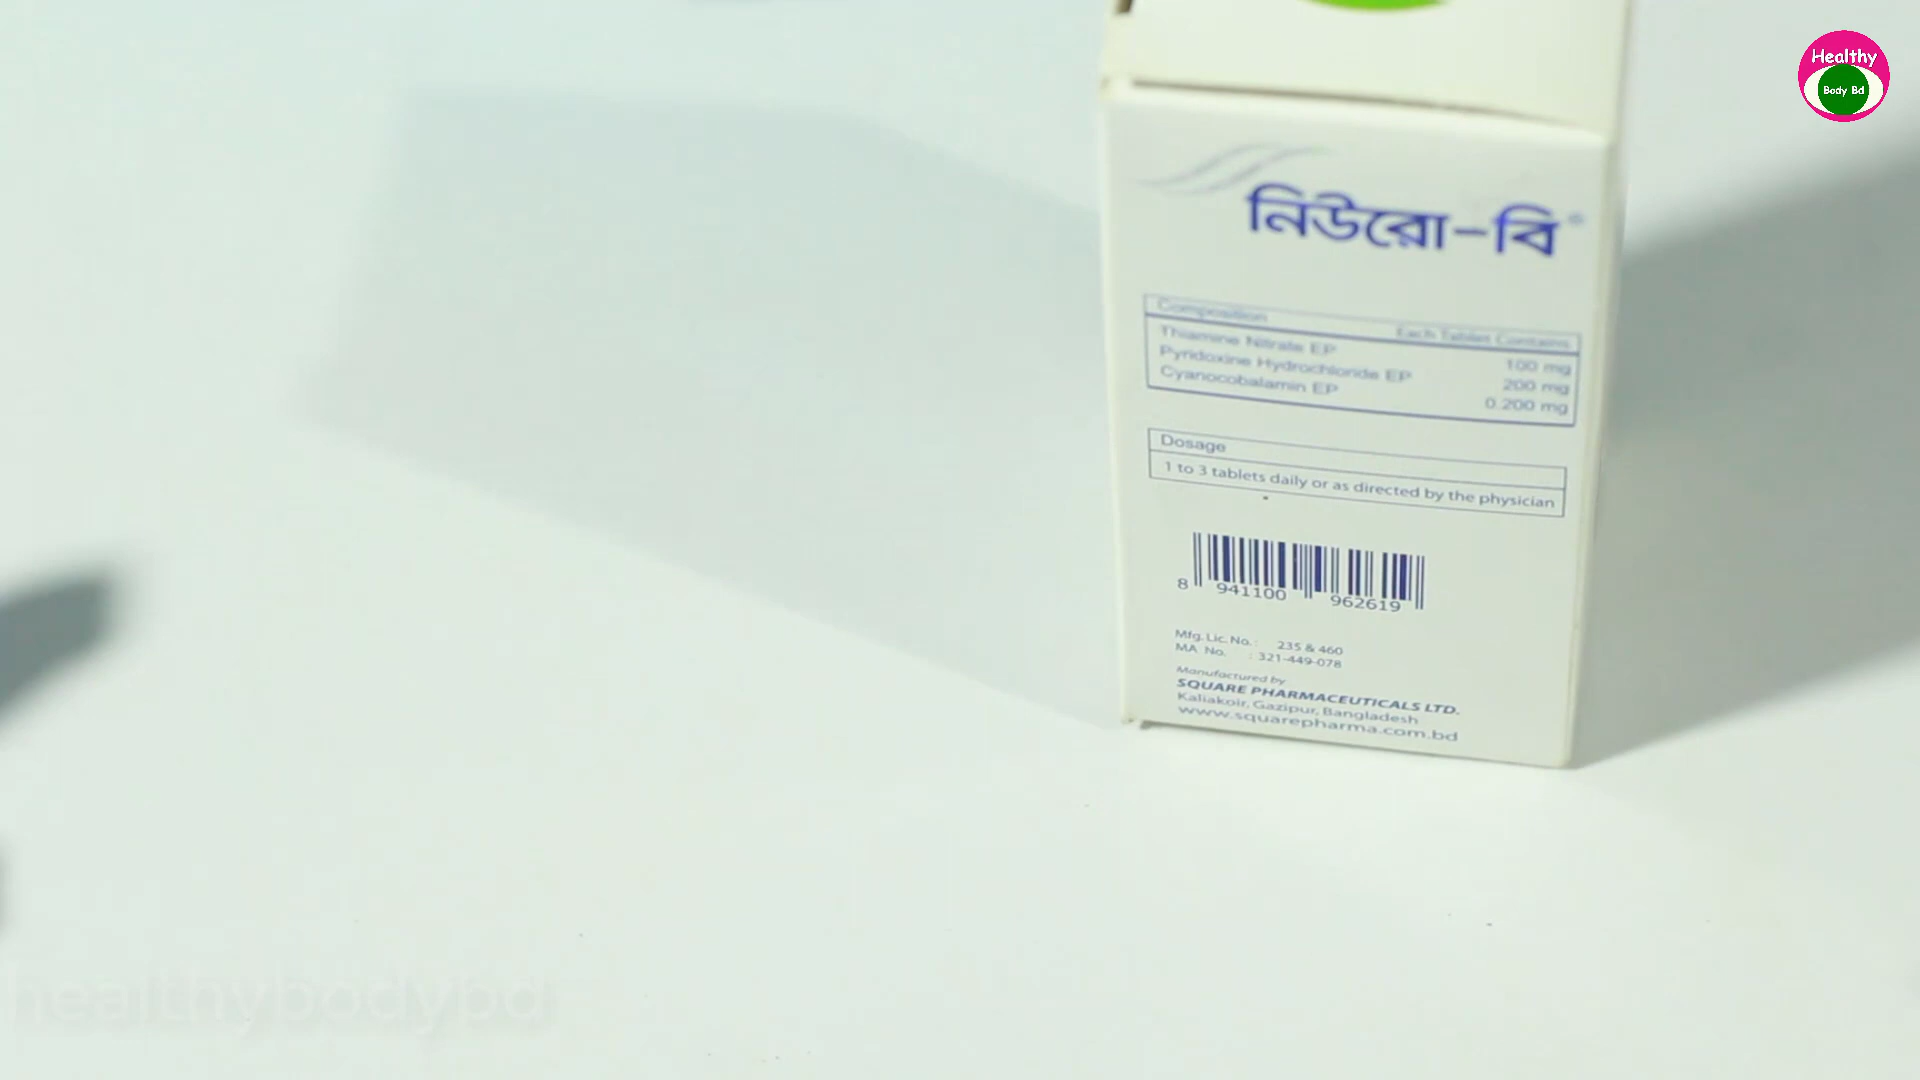 Healthy
Body Bd
নিউরো-বি
Composition
Each Tablet Contains
Thiamine Nitrate EP 100 mg
Pyridoxine Hydrochloride EP 200 mg
Cyanocobalamin EP 0.200 mg
Dosage
1 to 3 tablets daily or as directed by the physician
8 941100 962619
Mfg. Lic. No. : 235 & 460
MA No. : 321-449-078
Manufactured by
SQUARE PHARMACEUTICALS LTD.
Kaliakoir, Gazipur, Bangladesh
www.squarepharma.com.bd
healthybodybd